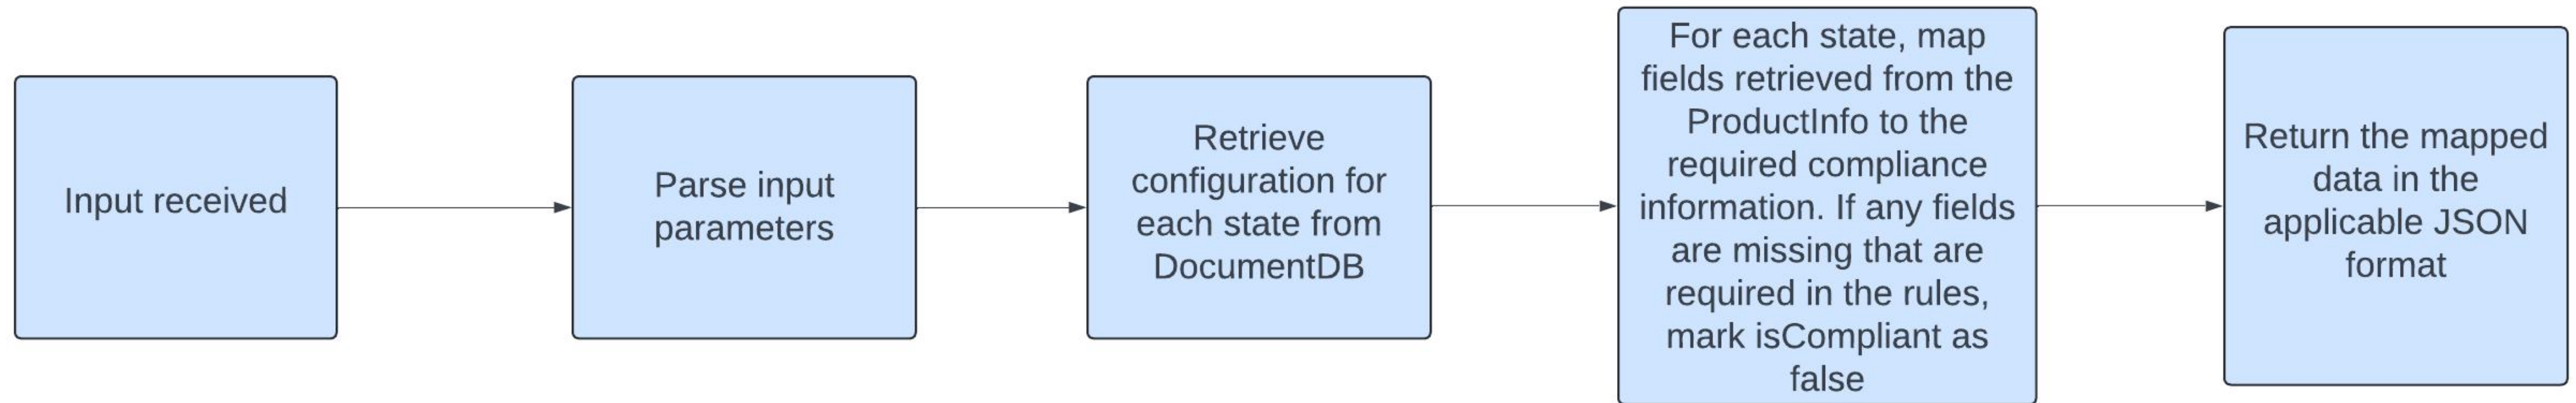 Input received
Parse input
parameters
Retrieve
configuration for
each state from
DocumentDB
For each state, map
fields retrieved from the
ProductInfo to the
required compliance
information. If any fields
are missing that are
required in the rules,
mark isCompliant as
false
Return the mapped
data in the
applicable JSON
format